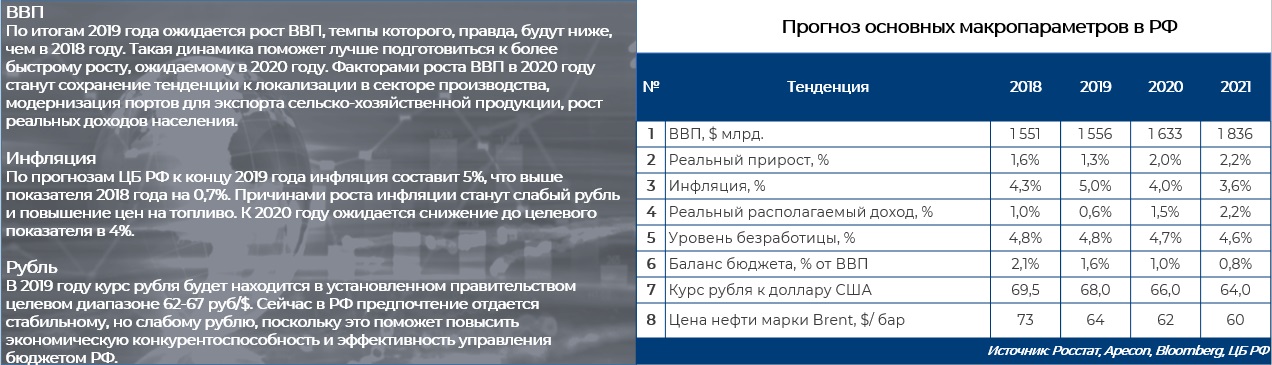 ВВП
По итогам 2019 года ожидается рост ВВП, темпы которого, правда, будут ниже,
чем в 2018 году. Такая динамика поможет лучше подготовиться к более
быстрому росту, ожидаемому в 2020 году. Факторами роста ВВП в 2020 году
станут сохранение тенденции к локализации в секторе производства,
модернизация портов для экспорта сельско-хозяйственной продукции, рост
реальных доходов населения.
Инфляция
По прогнозам ЦБ РФ к концу 2019 года инфляция составит 5%, что выше
показателя 2018 года на 0,7%. Причинами роста инфляции станут слабый рубль
и повышение цен на топливо. К 2020 году ожидается снижение до целевого
показателя в 4%.
Рубль
В 2019 году курс рубля будет находится в установленном правительством
целевом диапазоне 62-67 руб/$. Сейчас в РФ предпочтение отдается
стабильному, но слабому рублю, поскольку это поможет повысить
экономическую конкурентоспособность и эффективность управления
бюджетом РФ.
Прогноз основных макропараметров в РФ
№ Тенденция 2018 2019 2020 2021
1 ВВП, $ млрд. 1 551 1 556 1 633 1 836
2 Реальный прирост, % 1,6% 1,3% 2,0% 2,2%
3 Инфляция, % 4,3% 5,0% 4,0% 3,6%
4 Реальный располагаемый доход, % 1,0% 0,6% 1,5% 2,2%
5 Уровень безработицы, % 4,8% 4,8% 4,7% 4,6%
6 Баланс бюджета, % от ВВП 2,1% 1,6% 1,0% 0,8%
7 Курс рубля к доллару США 69,5 68,0 66,0 64,0
8 Цена нефти марки Brent, $/ бар 73 64 62 60
Источник: Росстат, Apecon, Bloomberg, ЦБ РФ